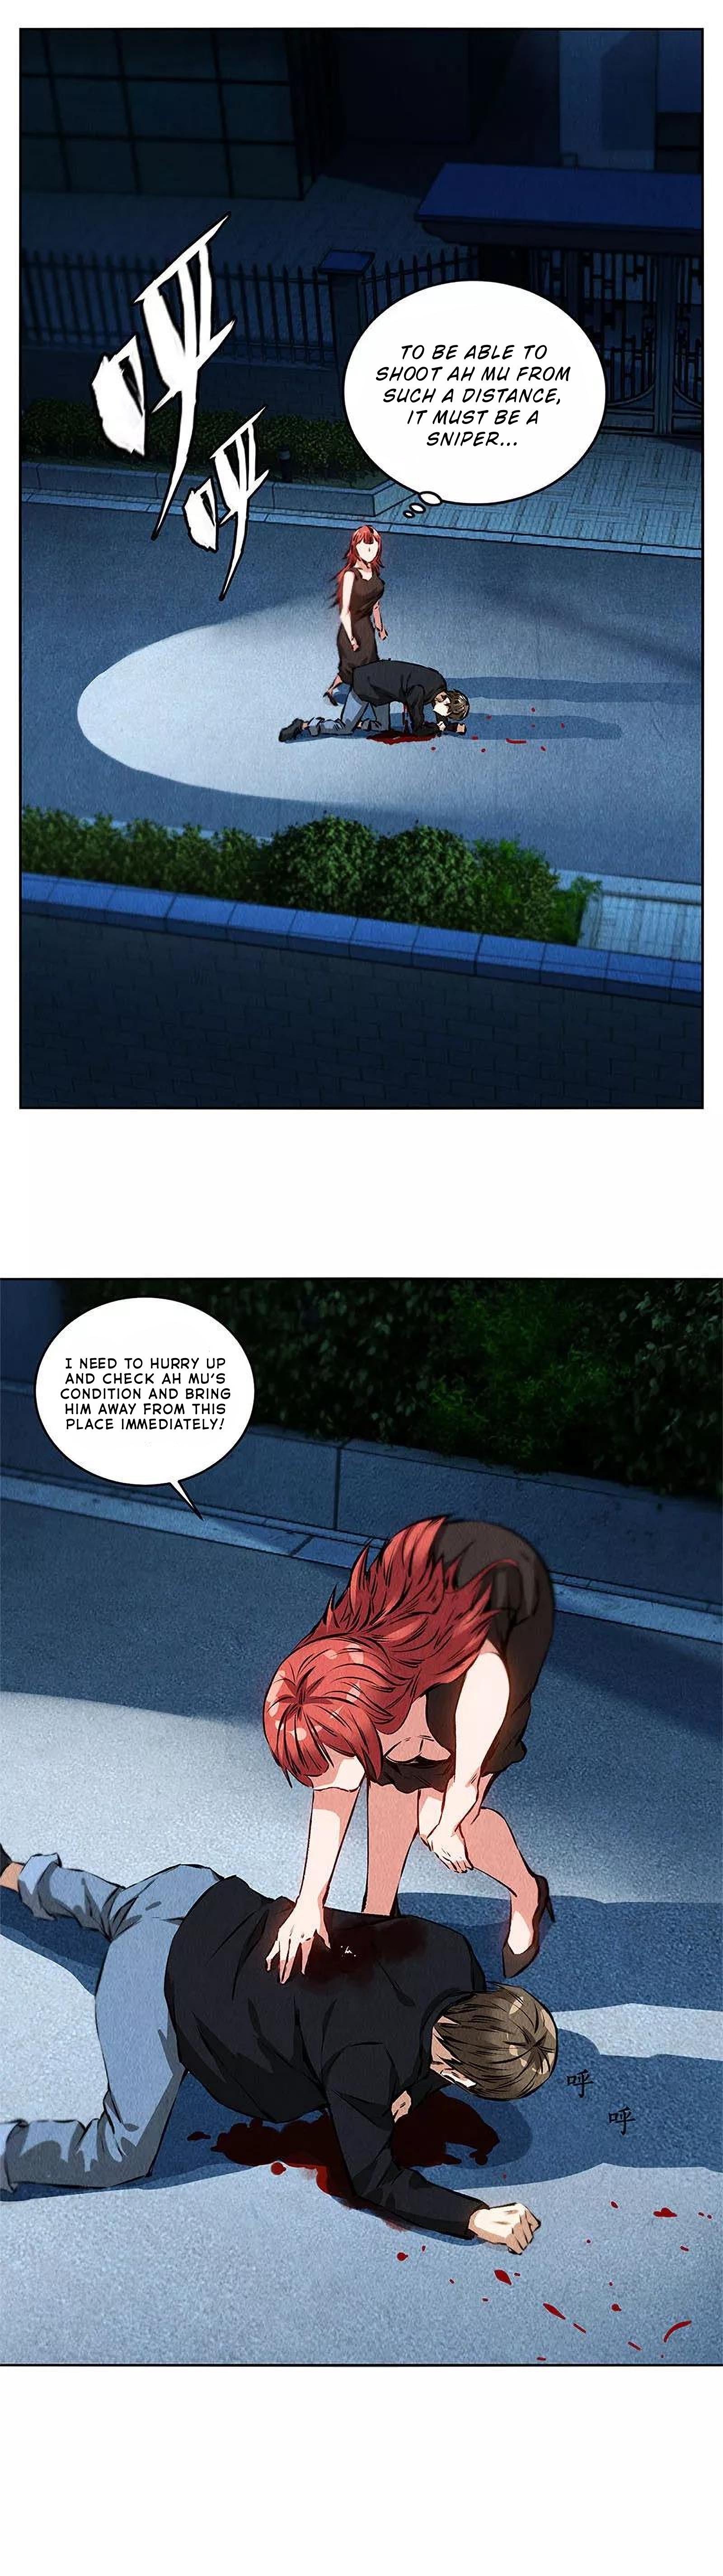 呼
呼
TO BE ABLE TO
SHOOT AH MU FROM
SUCH A DISTANCE,
IT MUST BE A
SNIPER...
I NEED TO HURRY UP
AND CHECK AH MU'S
CONDITION AND BRING
HIM AWAY FROM THIS
PLACE IMMEDIATELY!
呼
呼